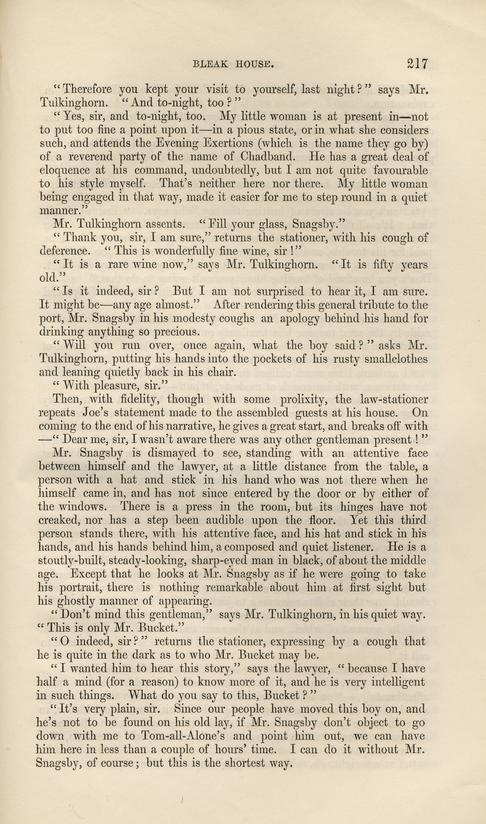 BLEAK HOUSE. 217
“Therefore you kept your visit to yourself, last night?” says Mr.
Tulkinghorn. “And to-night, too?”
“Yes, sir, and to-night, too. My little woman is at present in—not
to put too fine a point upon it—in a pious state, or in what she considers
such, and attends the Evening Exertions (which is the name they go by)
of a reverend party of the name of Chadband. He has a great deal of
eloquence at his command, undoubtedly, but I am not quite favourable
to his style myself. That’s neither here nor there. My little woman
being engaged in that way, made it easier for me to step round in a quiet
manner.”
Mr. Tulkinghorn assents. “Fill your glass, Snagsby.”
“Thank you, sir, I am sure,” returns the stationer, with his cough of
deference. “This is wonderfully fine wine, sir!”
“It is a rare wine now,” says Mr. Tulkinghorn. “It is fifty years
old.”
“Is it indeed, sir? But I am not surprised to hear it, I am sure.
It might be—any age almost.” After rendering this general tribute to the
port, Mr. Snagsby in his modesty coughs an apology behind his hand for
drinking anything so precious.
“Will you run over, once again, what the boy said?” asks Mr.
Tulkinghorn, putting his hands into the pockets of his rusty smallclothes
and leaning quietly back in his chair.
“With pleasure, sir.”
Then, with fidelity, though with some prolixity, the law-stationer
repeats Joe’s statement made to the assembled guests at his house. On
coming to the end of his narrative, he gives a great start, and breaks off with
—“Dear me, sir, I wasn’t aware there was any other gentleman present!”
Mr. Snagsby is dismayed to see, standing with an attentive face
between himself and the lawyer, at a little distance from the table, a
person with a hat and stick in his hand who was not there when he
himself came in, and has not since entered by the door or by either of
the windows. There is a press in the room, but its hinges have not
creaked, nor has a step been audible upon the floor. Yet this third
person stands there, with his attentive face, and his hat and stick in his
hands, and his hands behind him, a composed and quiet listener. He is a
stoutly-built, steady-looking, sharp-eyed man in black, of about the middle
age. Except that he looks at Mr. Snagsby as if he were going to take
his portrait, there is nothing remarkable about him at first sight but
his ghostly manner of appearing.
“Don’t mind this gentleman,” says Mr. Tulkinghorn, in his quiet way.
“This is only Mr. Bucket.”
“O indeed, sir?” returns the stationer, expressing by a cough that
he is quite in the dark as to who Mr. Bucket may be.
“I wanted him to hear this story,” says the lawyer, “because I have
half a mind (for a reason) to know more of it, and he is very intelligent
in such things. What do you say to this, Bucket?”
“It’s very plain, sir. Since our people have moved this boy on, and
he’s not to be found on his old lay, if Mr. Snagsby don’t object to go
down with me to Tom-all-Alone’s and point him out, we can have
him here in less than a couple of hours’ time. I can do it without Mr.
Snagsby, of course; but this is the shortest way.